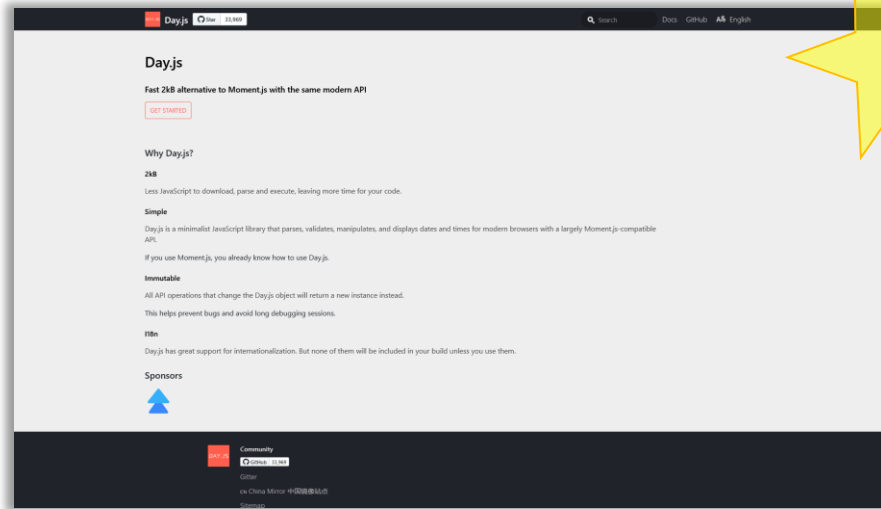 DAY.JS Day.js Star 33,969 Search Docs GitHub English
Day.js
Fast 2kB alternative to Moment.js with the same modern API
GET STARTED
Why Day.js?
2kB
Less JavaScript to download, parse and execute, leaving more time for your code.
Simple
Day.js is a minimalist JavaScript library that parses, validates, manipulates, and displays dates and times for modern browsers with a largely Moment.js-compatible
API.
If you use Moment.js, you already know how to use Day.js.
Immutable
All API operations that change the Day.js object will return a new instance instead.
This helps prevent bugs and avoid long debugging sessions.
I18n
Day.js has great support for internationalization. But none of them will be included in your build unless you use them.
Sponsors
DAY.JS
Community
GitHub 33,969
Gitter
CN China Mirror 中国镜像站点
Sitemap